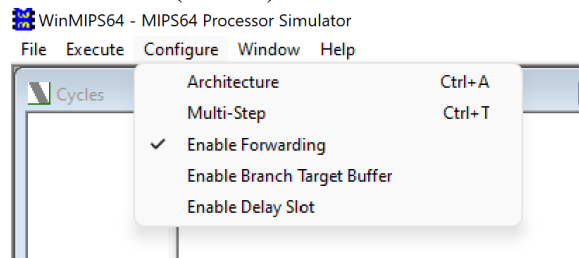 WinMIPS64 - MIPS64 Processor Simulator
File Execute Configure Window Help
Cycles
Architecture Ctrl+A
Multi-Step Ctrl+T
Enable Forwarding
Enable Branch Target Buffer
Enable Delay Slot